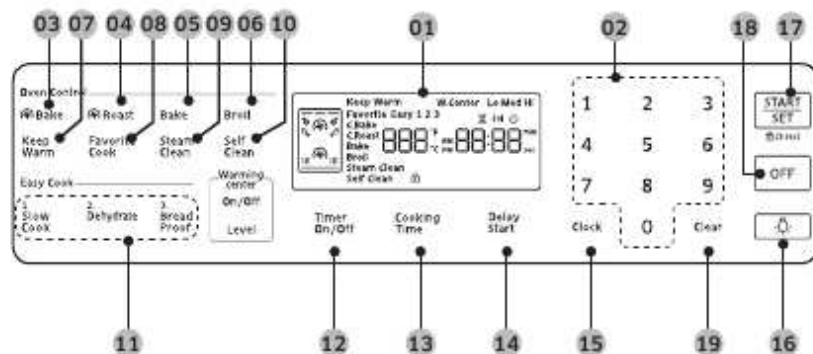 03 07 04 08 05 09 06 10 01 02 18 17
Oven Control
Bake Roast Bake Broil
Keep Warm
Favorite Cook
Steam Clean
Self Clean
Easy Cook
1. Slow Cook
2. Dehydrate
3. Bread Proof
Warming center
On/Off
Level
Keep Warm W.Center Lo Med Hi
Favorite Easy 1 2 3
C.Bake
C.Roast
Bake
Broil
Steam Clean
Self Clean
Timer On/Off
Cooking Time
Delay Start
1 2 3
4 5 6
7 8 9
Clock 0 Clear
START
SET
OFF
11 12 13 14 15 19 16